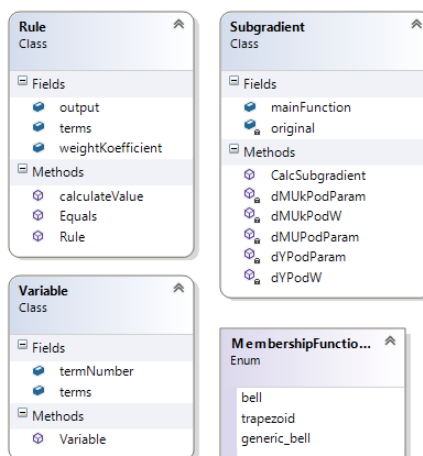 Rule
Class
Fields
output
terms
weightKoefficient
Methods
calculateValue
Equals
Rule
Subgradient
Class
Fields
mainFunction
original
Methods
CalcSubgradient
dMUkPodParam
dMUkPodW
dMUPodParam
dYPodParam
dYPodW
Variable
Class
Fields
termNumber
terms
Methods
Variable
MembershipFunctio...
Enum
bell
trapezoid
generic_bell